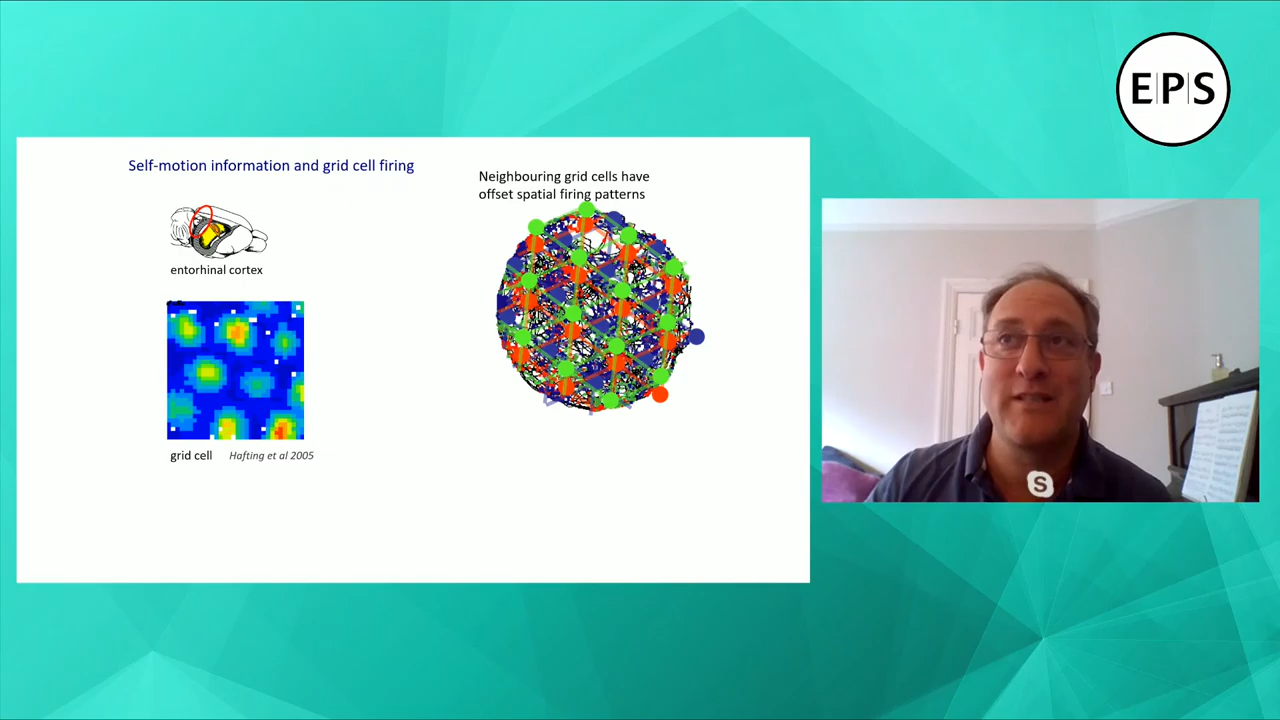 E|P|S
Self-motion information and grid cell firing
Neighbouring grid cells have
offset spatial firing patterns
entorhinal cortex
grid cell
Hafting et al 2005
S